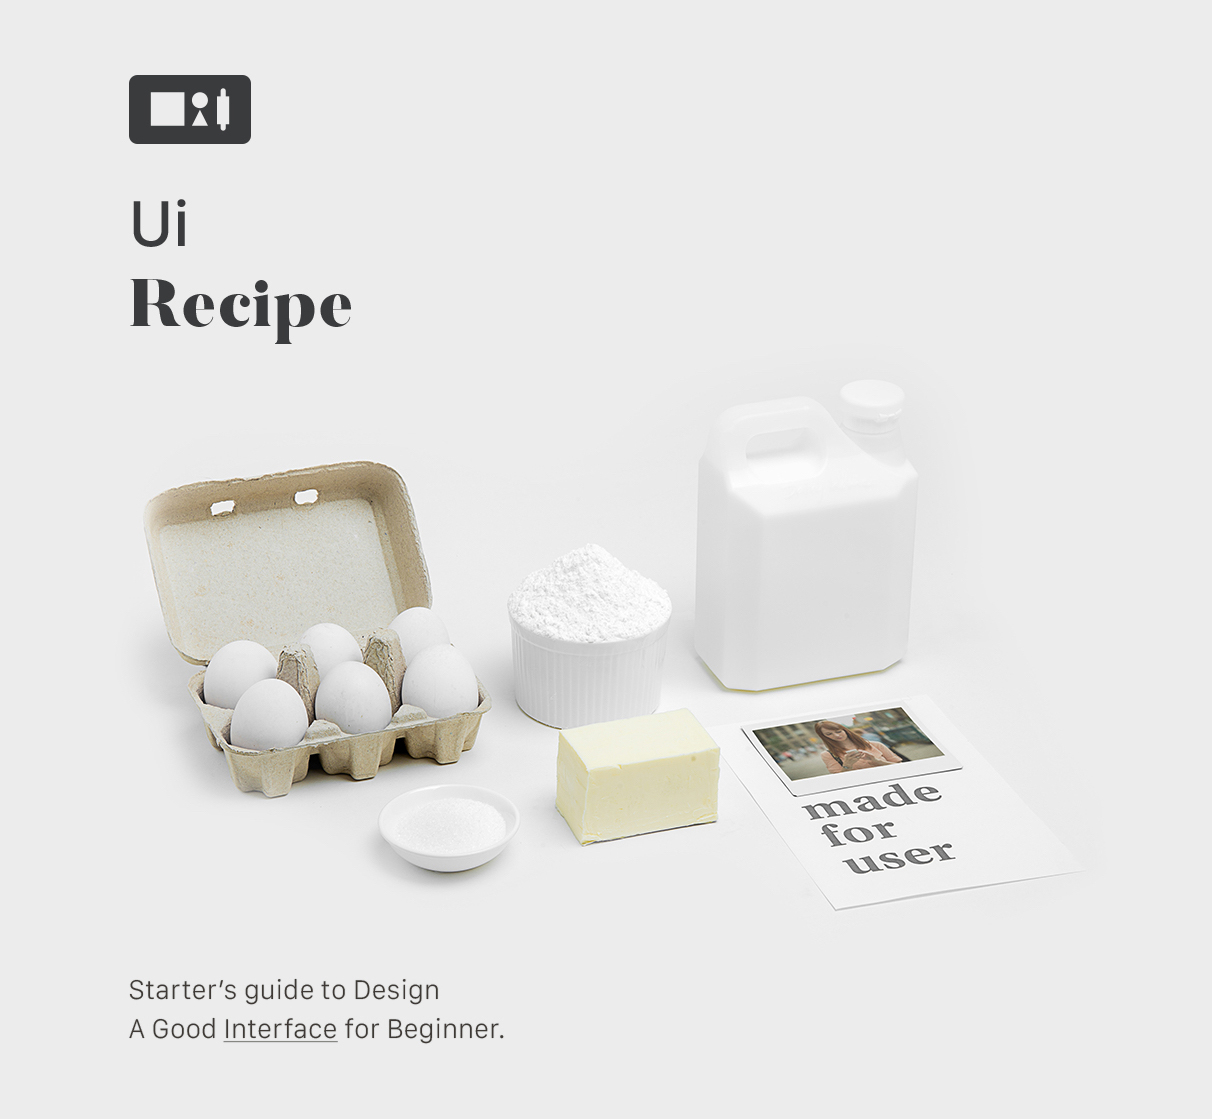 Ui
Recipe
made
for
user
Starter’s guide to Design
A Good Interface for Beginner.